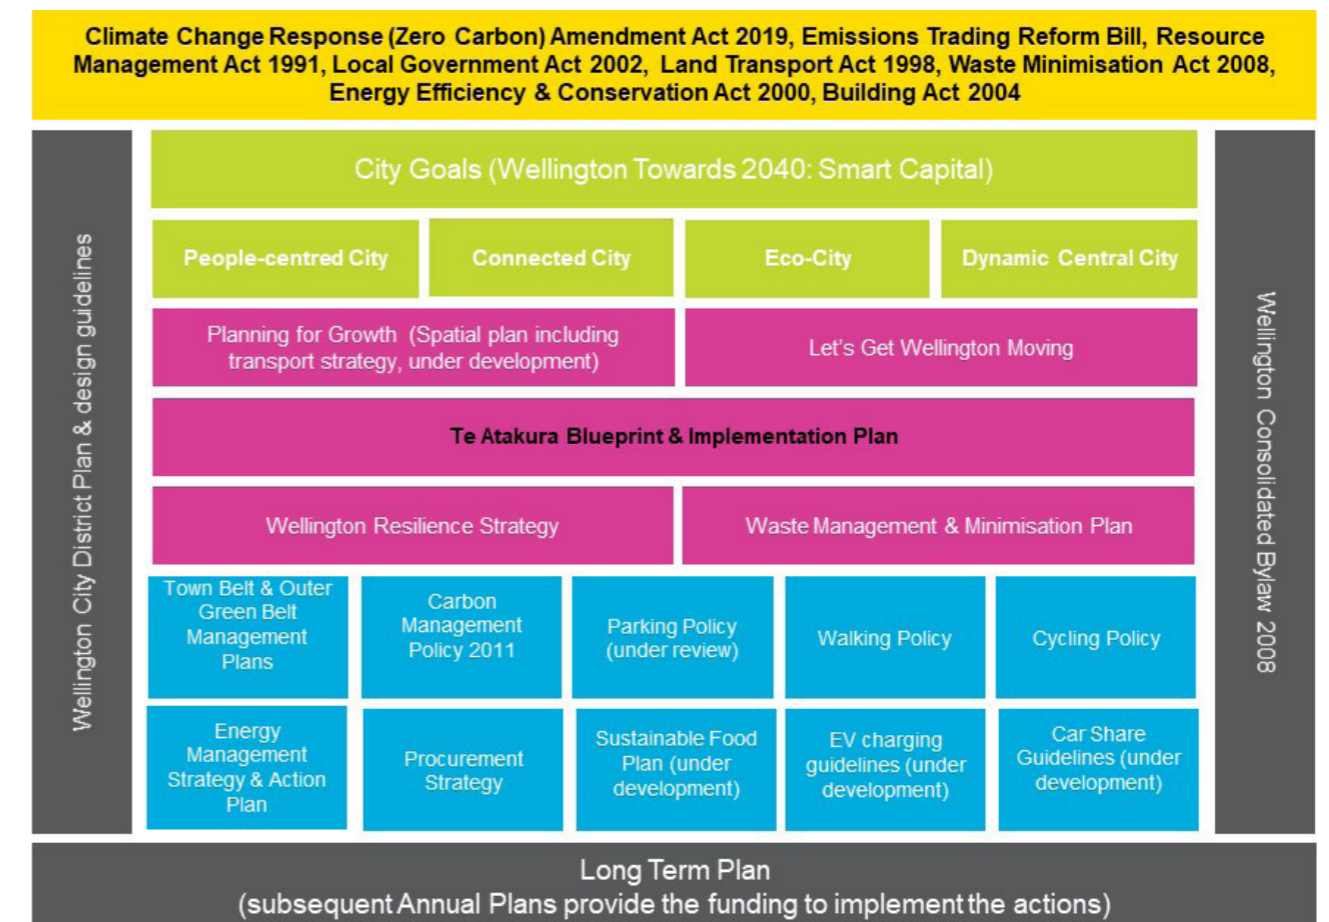 Climate Change Response (Zero Carbon) Amendment Act 2019, Emissions Trading Reform Bill, Resource
Management Act 1991, Local Government Act 2002, Land Transport Act 1998, Waste Minimisation Act 2008,
Energy Efficiency & Conservation Act 2000, Building Act 2004
Wellington City District Plan & design guidelines
City Goals (Wellington Towards 2040: Smart Capital)
People-centred City
Connected City
Eco-City
Dynamic Central City
Planning for Growth (Spatial plan including
transport strategy, under development)
Let's Get Wellington Moving
Te Atakura Blueprint & Implementation Plan
Wellington Resilience Strategy
Waste Management & Minimisation Plan
Town Belt & Outer
Green Belt
Management
Plans
Carbon
Management
Policy 2011
Parking Policy
(under review)
Walking Policy
Cycling Policy
Energy
Management
Strategy & Action
Plan
Procurement
Strategy
Sustainable Food
Plan (under
development)
EV charging
guidelines (under
development)
Car Share
Guidelines (under
development)
Wellington Consolidated Bylaw 2008
Long Term Plan
(subsequent Annual Plans provide the funding to implement the actions)